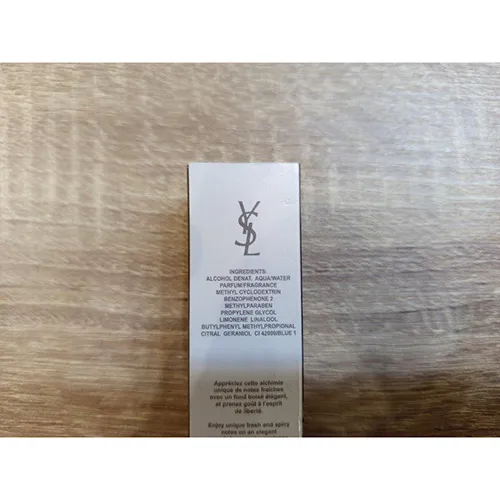 YSL
INGREDIENTS:
ALCOHOL DENAT. AQUA/WATER
PARFUM/FRAGRANCE
METHYL CYCLODEXTRIN
BENZOPHENONE 2
METHYLPARABEN
PROPYLENE GLYCOL
LIMONENE LINALOOL
BUTYLPHENYL METHYLPROPIONAL
CITRAL GERANIOL CI 42090/BLUE 1
Appréciez cette alchimie
unique de notes fraîches
avec un fond boisé élégant,
et prenez goût à l'esprit
de liberté.
Enjoy unique fresh and spicy
notes on an elegant